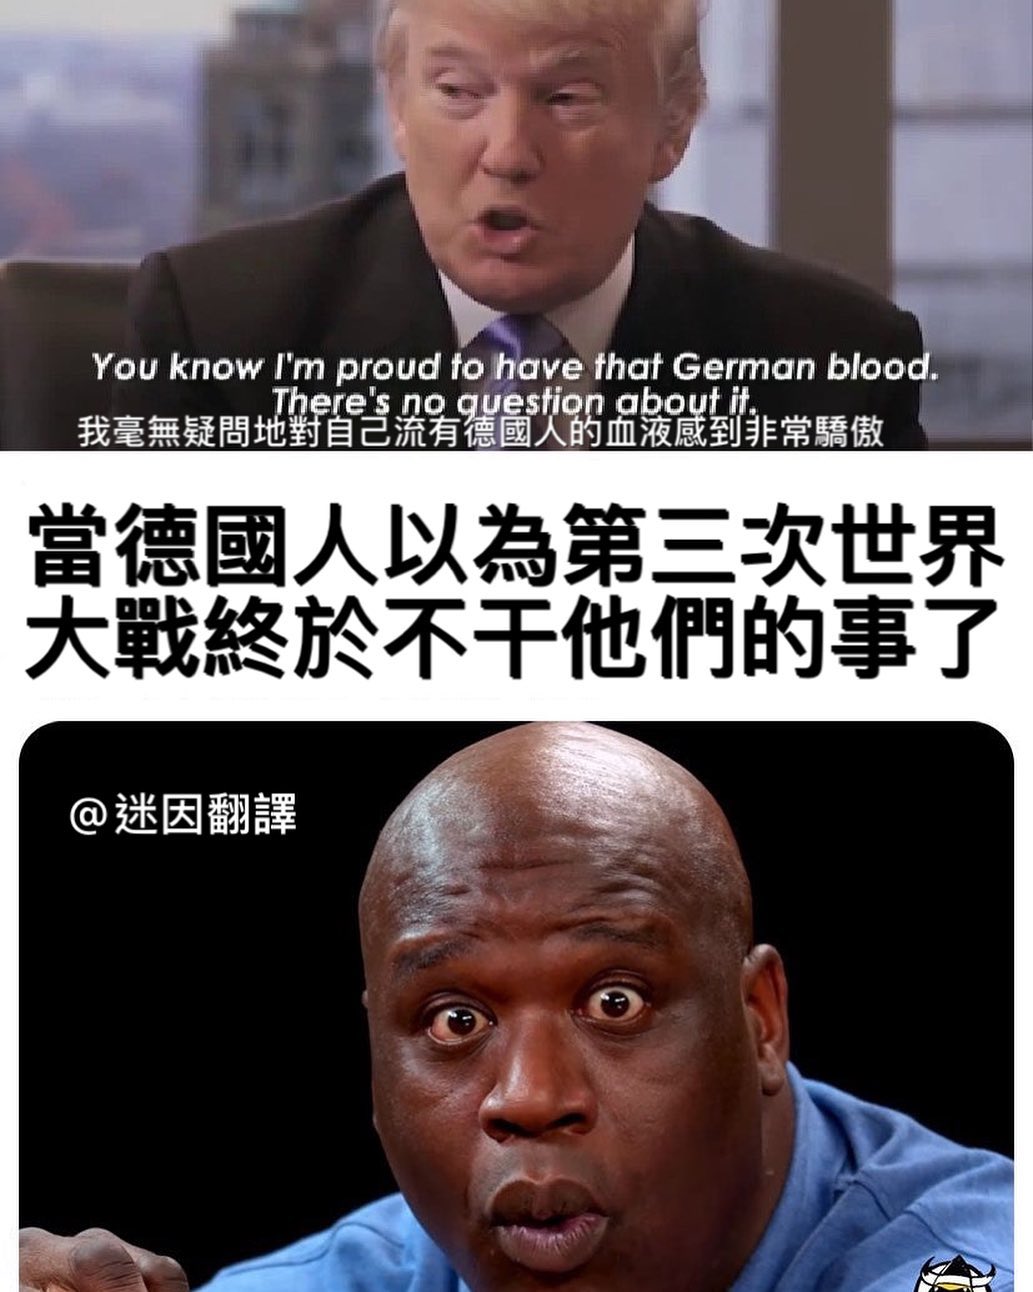 You know I'm proud to have that German blood.
There's no question about it.
我毫無疑問地對自己流有德國人的血液感到非常驕傲
當德國人以為第三次世界
大戰終於不干他們的事了
@迷因翻譯